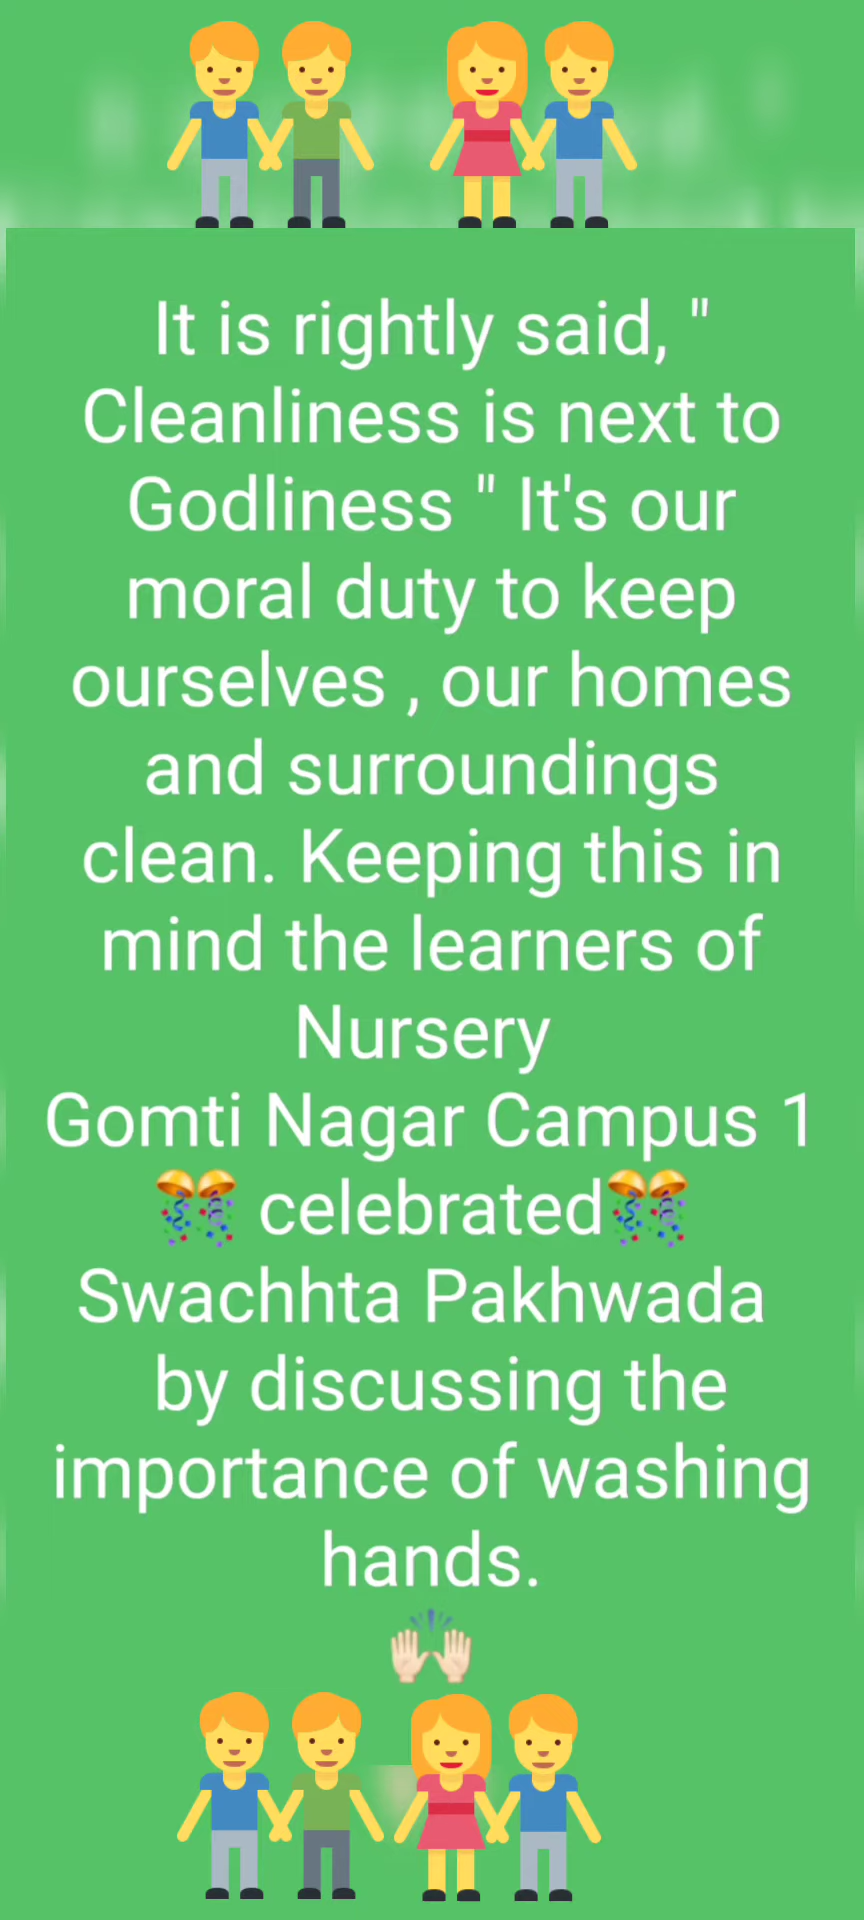 It is rightly said, "
Cleanliness is next to
Godliness " It's our
moral duty to keep
ourselves , our homes
and surroundings
clean. Keeping this in
mind the learners of
Nursery
Gomti Nagar Campus 1
🎊 celebrated🎊
Swachhta Pakhwada
by discussing the
importance of washing
hands.
🙌🏻